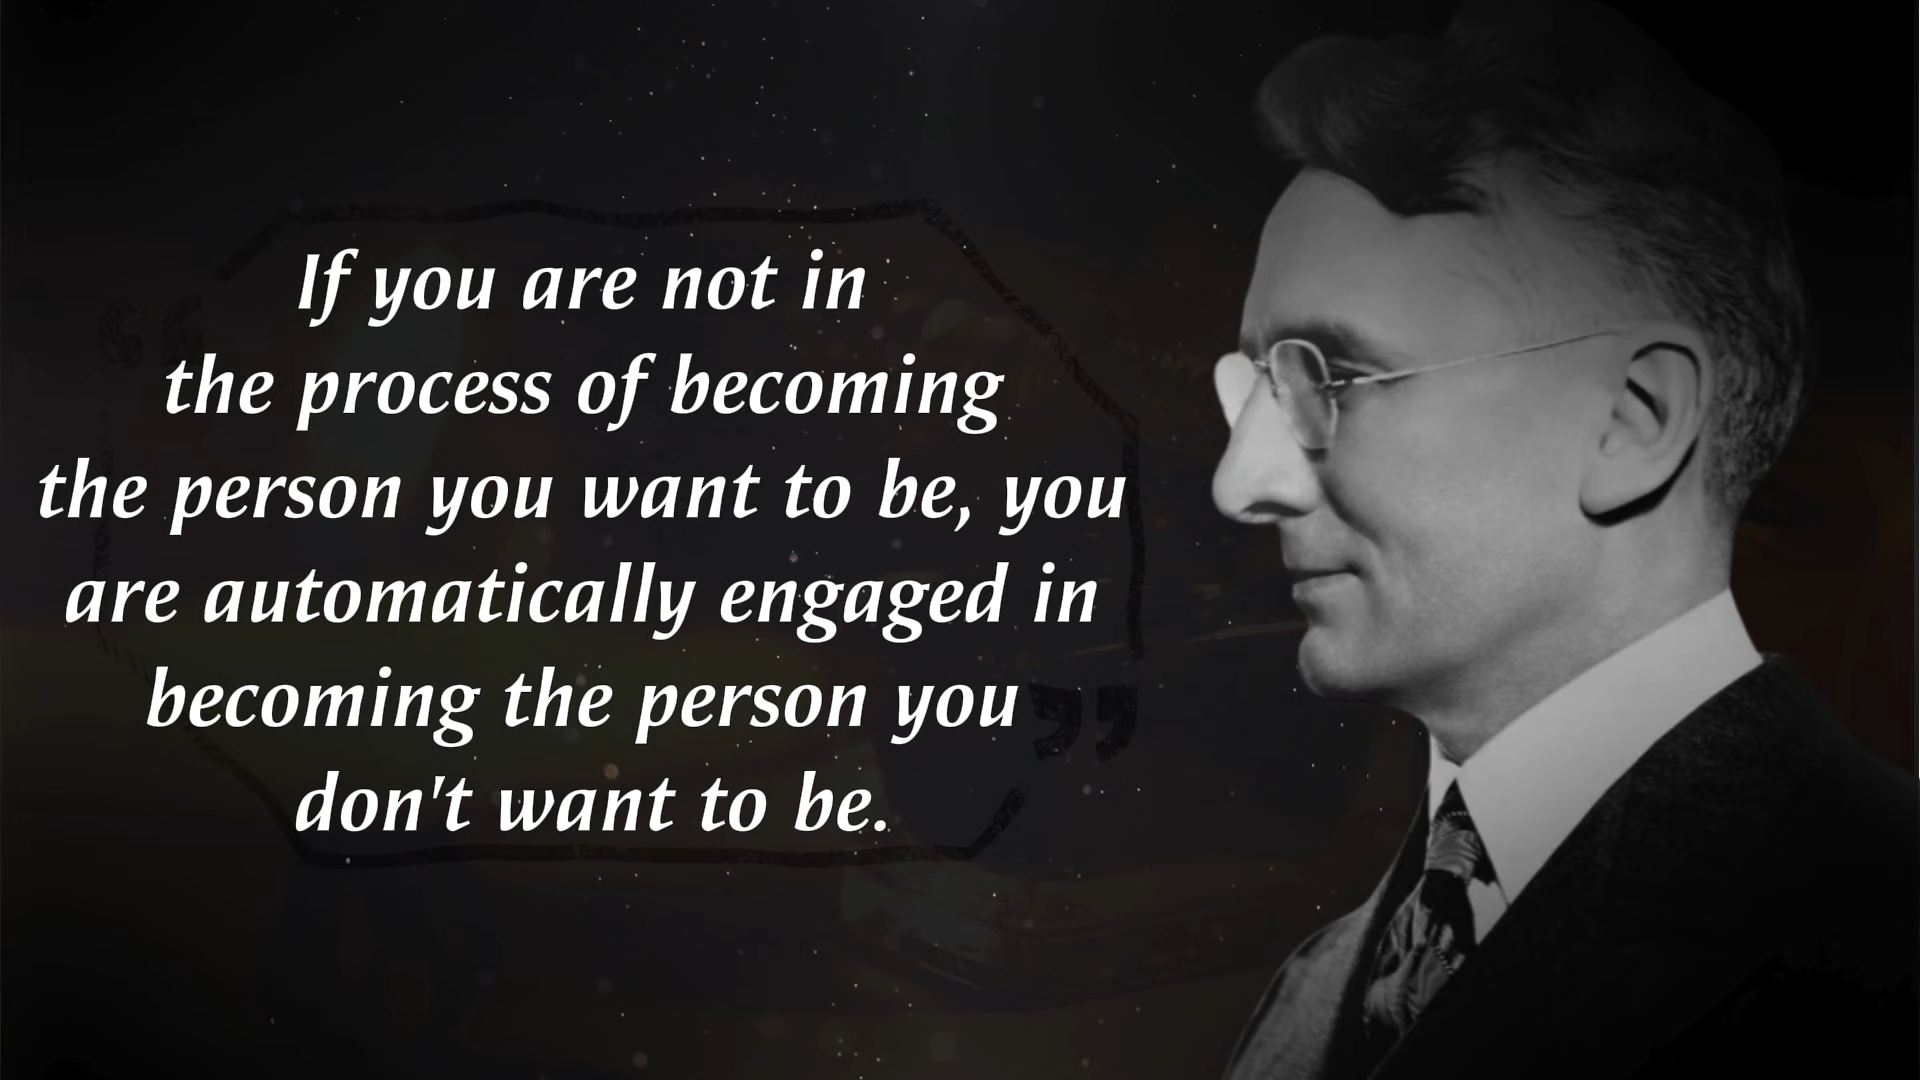 If you are not in
the process of becoming
the person you want to be, you
are automatically engaged in
becoming the person you
don't want to be.